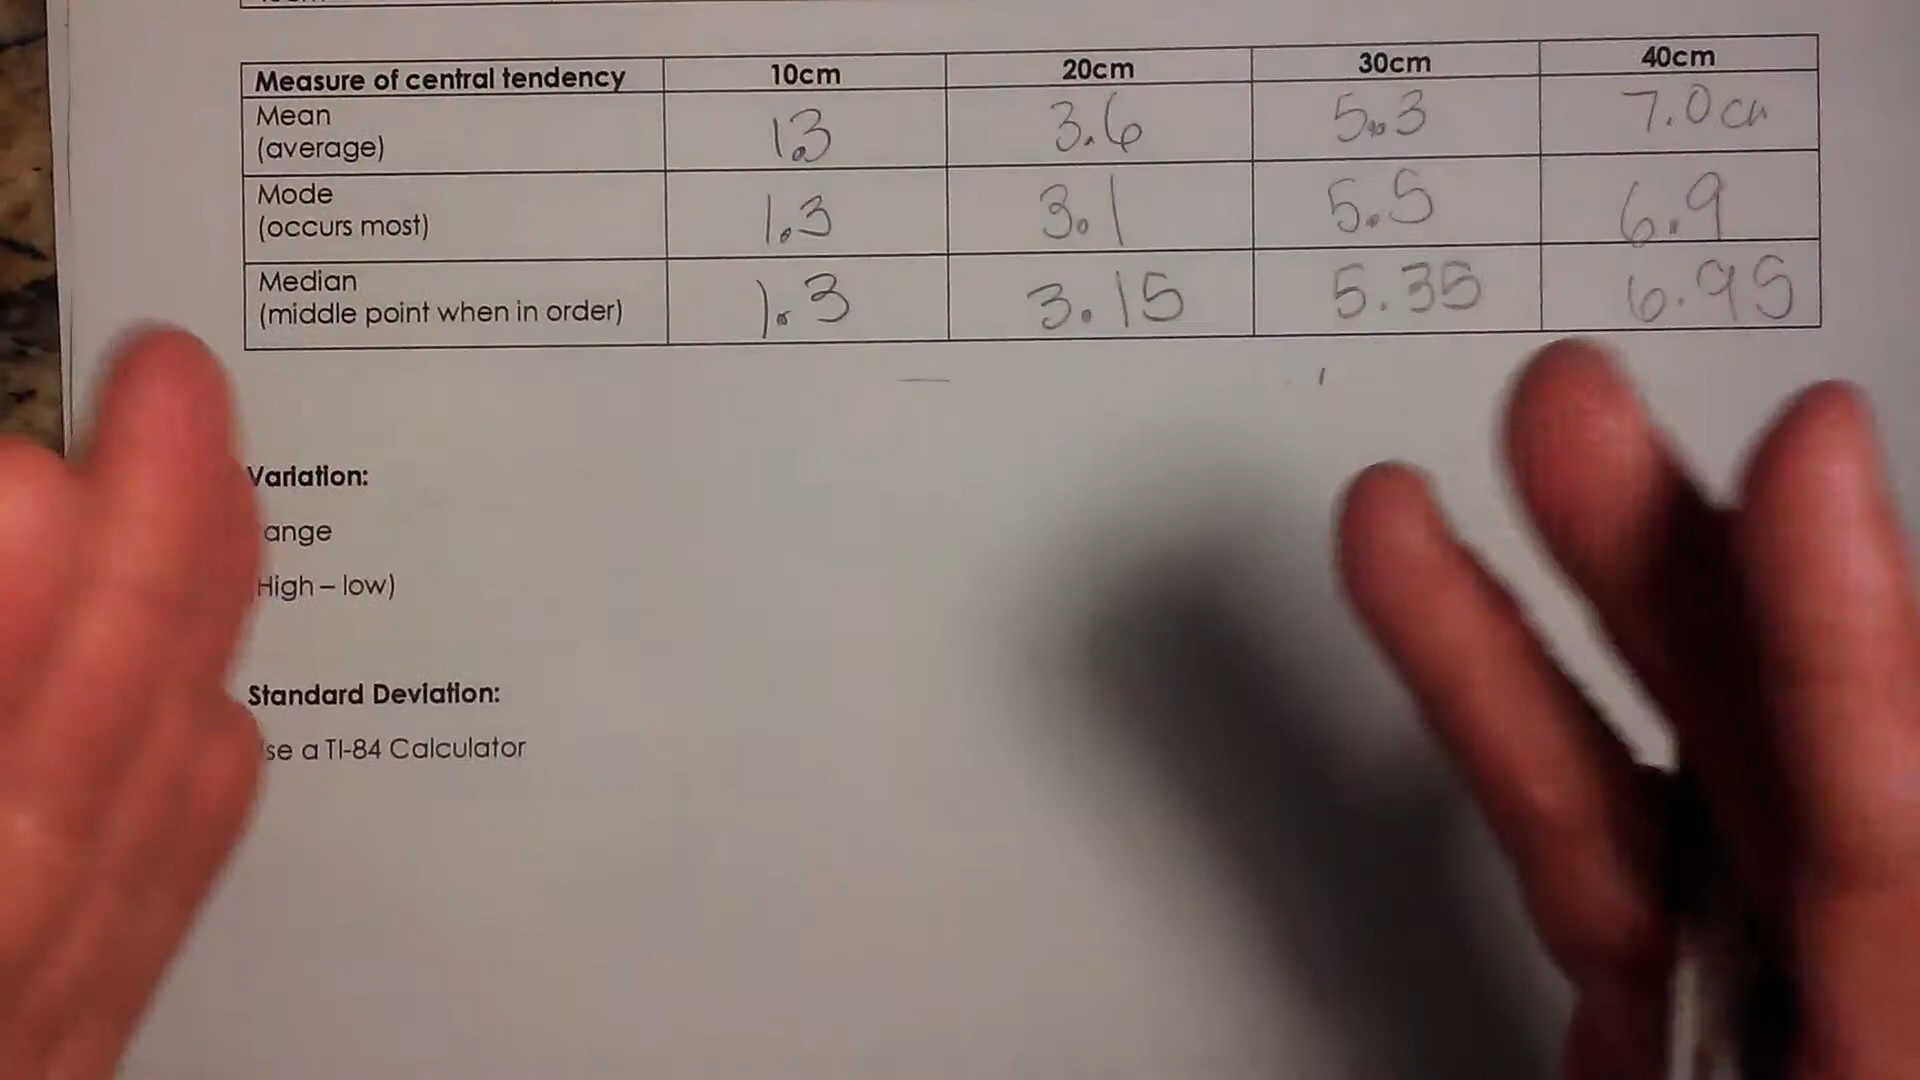 Measure of central tendency 10cm 20cm 30cm 40cm
Mean
(average) 1.3 3.6 5.3 7.0 cm
Mode
(occurs most) 1.3 3.1 5.5 6.9
Median
(middle point when in order) 1.3 3.15 5.35 6.95
Variation:
ange
High – low)
Standard Deviation:
se a TI-84 Calculator